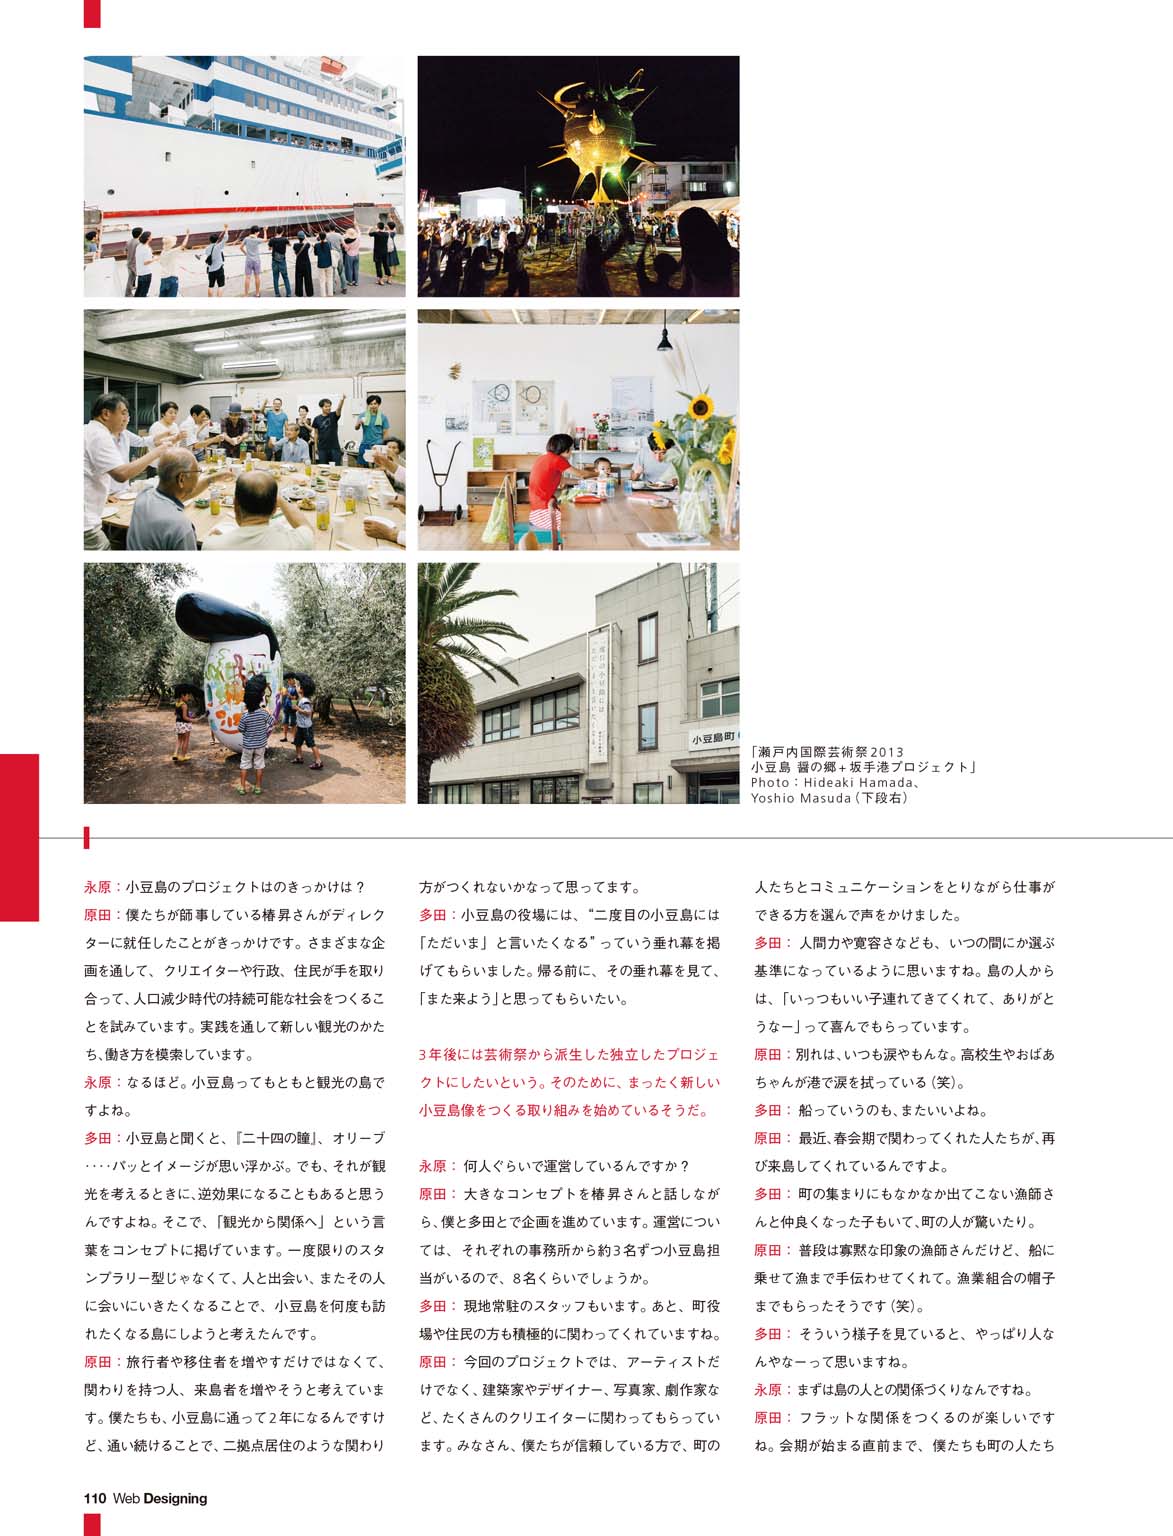 二度目の小豆島には
「ただいま」と言いたくなる。
小豆島町
「瀬戸内国際芸術祭2013
小豆島 醤の郷+坂手港プロジェクト」
Photo：Hideaki Hamada、
Yoshio Masuda（下段右）
永原：小豆島のプロジェクトはのきっかけは？
原田：僕たちが師事している椿昇さんがディレク
ターに就任したことがきっかけです。さまざまな企
画を通して、クリエイターや行政、住民が手を取り
合って、人口減少時代の持続可能な社会をつくるこ
とを試みています。実践を通して新しい観光のかた
ち、働き方を模索しています。
永原：なるほど。小豆島ってもともと観光の島で
すよね。
多田：小豆島と聞くと、『二十四の瞳』、オリーブ
‥‥パッとイメージが思い浮かぶ。でも、それが観
光を考えるときに、逆効果になることもあると思う
んですよね。そこで、「観光から関係へ」という言
葉をコンセプトに掲げています。一度限りのスタ
ンプラリー型じゃなくて、人と出会い、またその人
に会いにいきたくなることで、小豆島を何度も訪
れたくなる島にしようと考えたんです。
原田：旅行者や移住者を増やすだけではなくて、
関わりを持つ人、来島者を増やそうと考えていま
す。僕たちも、小豆島に通って2年になるんですけ
ど、通い続けることで、二拠点居住のような関わり
方がつくれないかなって思ってます。
多田：小豆島の役場には、“二度目の小豆島には
「ただいま」と言いたくなる”っていう垂れ幕を掲
げてもらいました。帰る前に、その垂れ幕を見て、
「また来よう」と思ってもらいたい。
3年後には芸術祭から派生した独立したプロジェ
クトにしたいという。そのために、まったく新しい
小豆島像をつくる取り組みを始めているそうだ。
永原：何人ぐらいで運営しているんですか？
原田：大きなコンセプトを椿昇さんと話しなが
ら、僕と多田とで企画を進めています。運営につい
ては、それぞれの事務所から約3名ずつ小豆島担
当がいるので、8名くらいでしょうか。
多田：現地常駐のスタッフもいます。あと、町役
場や住民の方も積極的に関わってくれていますね。
原田：今回のプロジェクトでは、アーティストだ
けでなく、建築家やデザイナー、写真家、劇作家な
ど、たくさんのクリエイターに関わってもらってい
ます。みなさん、僕たちが信頼している方で、町の
人たちとコミュニケーションをとりながら仕事が
できる方を選んで声をかけました。
多田：人間力や寛容さなども、いつの間にか選ぶ
基準になっているように思いますね。島の人から
は、「いっつもいい子連れてきてくれて、ありがと
うなー」って喜んでもらっています。
原田：別れは、いつも涙やもんな。高校生やおばあ
ちゃんが港で涙を拭っている（笑）。
多田：船っていうのも、またいいよね。
原田：最近、春会期で関わってくれた人たちが、再
び来島してくれているんですよ。
多田：町の集まりにもなかなか出てこない漁師さ
んと仲良くなった子もいて、町の人が驚いたり。
原田：普段は寡黙な印象の漁師さんだけど、船に
乗せて漁まで手伝わせてくれて。漁業組合の帽子
までもらったそうです（笑）。
多田：そういう様子を見ていると、やっぱり人な
んやなーって思いますね。
永原：まずは島の人との関係づくりなんですね。
原田：フラットな関係をつくるのが楽しいです
ね。会期が始まる直前まで、僕たちも町の人たち
110 Web Designing